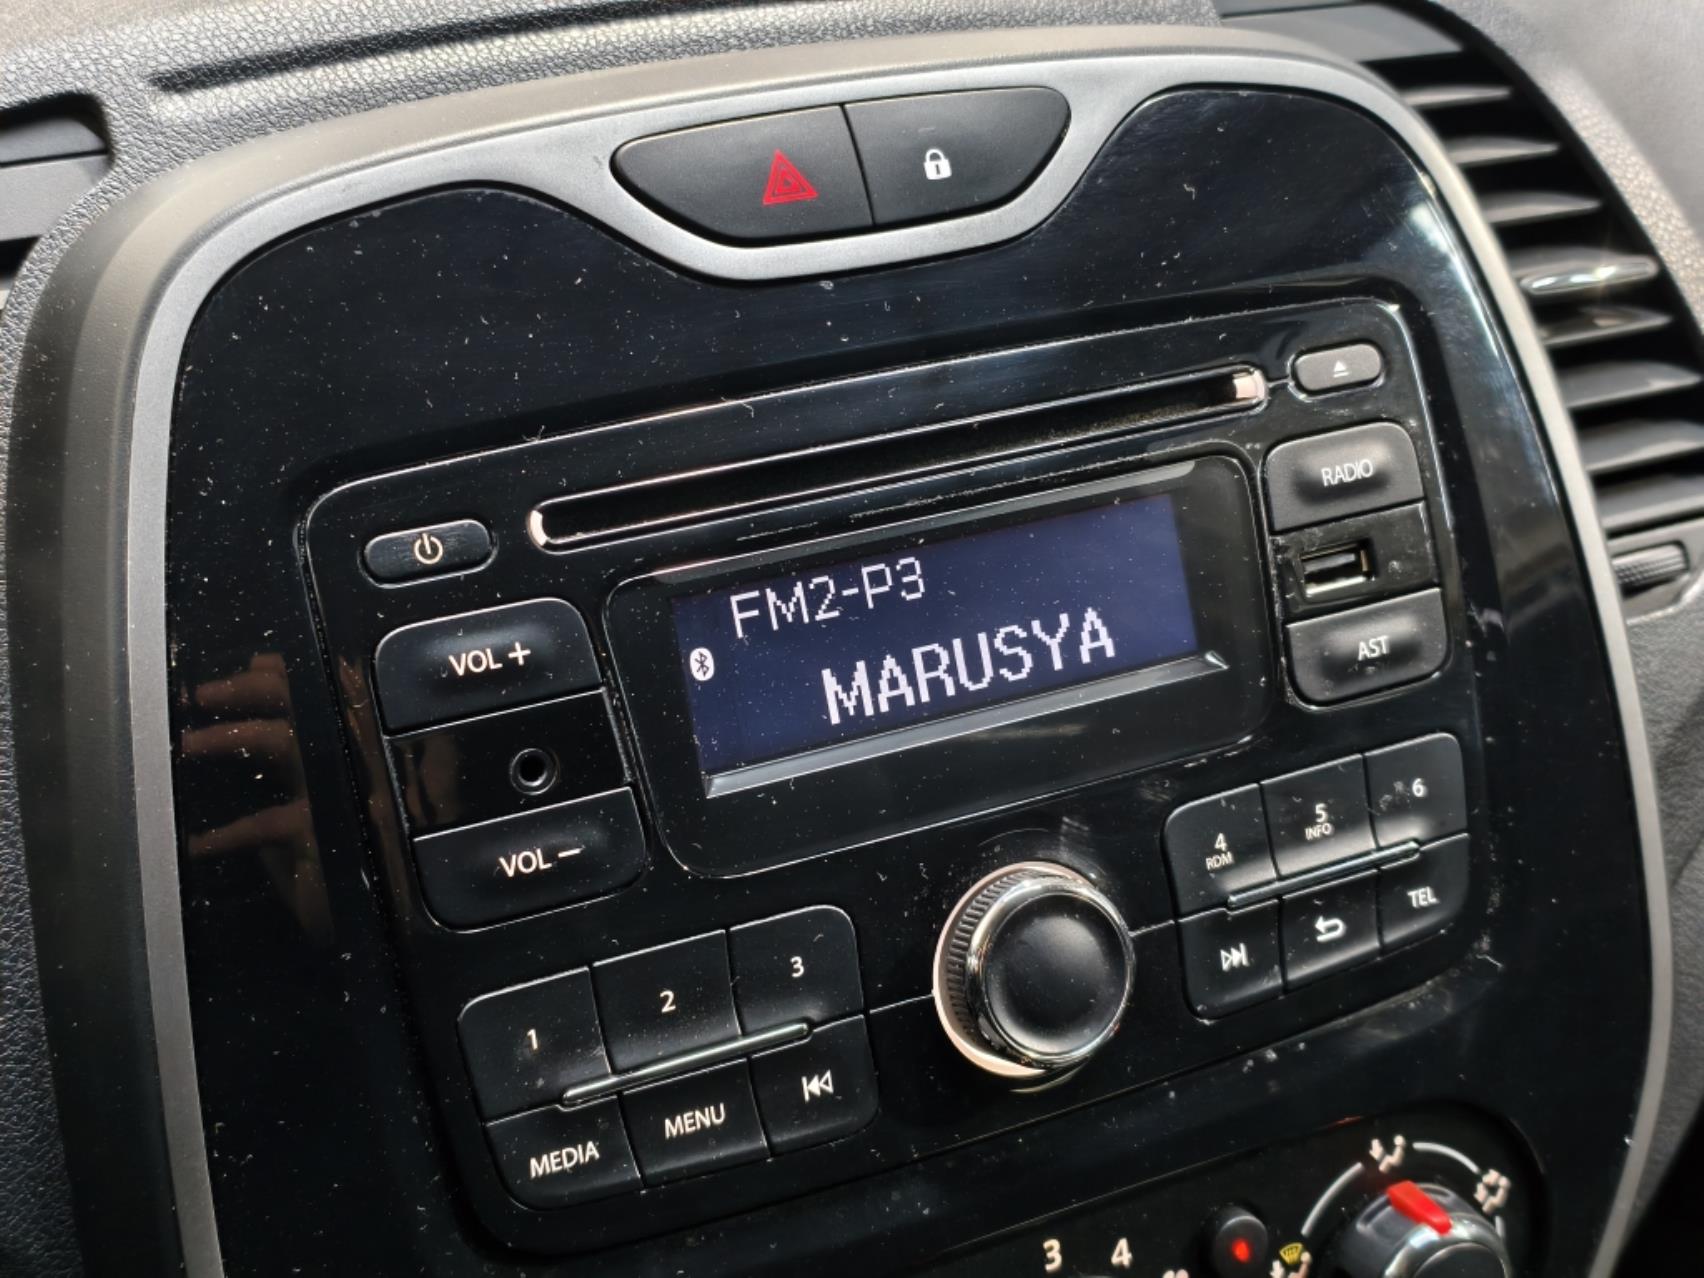 RADIO
FM2-P3
MARUSYA
VOL +
AST
VOL –
1
2
3
4
RDM
5
INFO
6
MEDIA
MENU
TEL
3
4